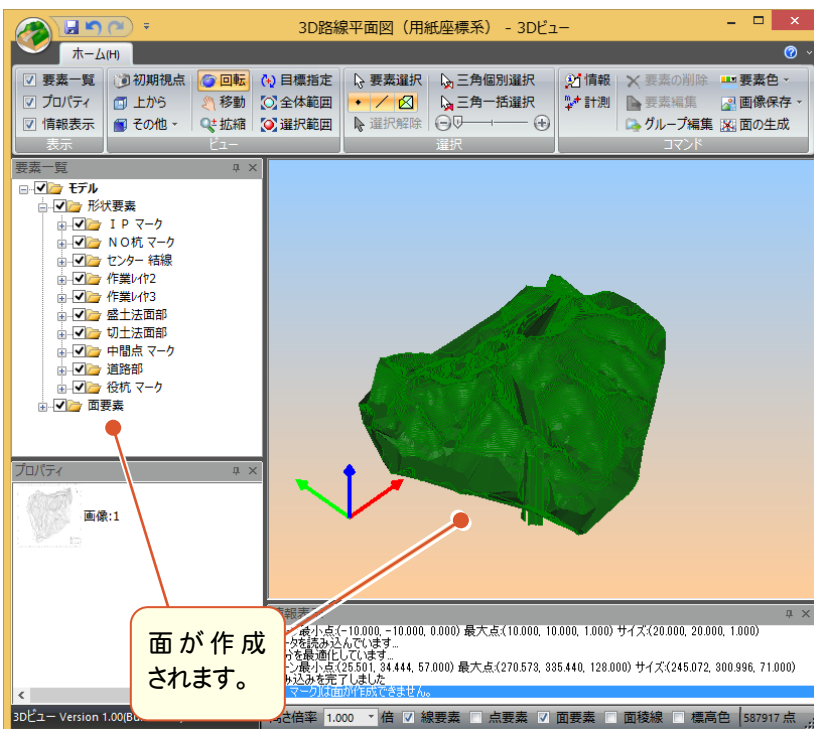 3D路線平面図（用紙座標系） - 3Dビュー
ホーム(H)
要素一覧
プロパティ
情報表示
表示
初期視点
上から
その他
回転
移動
拡縮
目標指定
全体範囲
選択範囲
ビュー
要素選択
選択解除
三角個別選択
三角一括選択
選択
情報
計測
要素の削除
要素編集
グループ編集
要素色
画像保存
面の生成
コマンド
要素一覧
モデル
形状要素
ＩＰ マーク
ＮＯ杭 マーク
センター 結線
作業ﾚｲﾔ2
作業ﾚｲﾔ3
盛土法面部
切土法面部
中間点 マーク
道路部
役杭 マーク
面要素
プロパティ
画像:1
面が作成
されます。
最小点:(-10.000, -10.000, 0.000) 最大点:(10.000, 10.000, 1.000) サイズ:(20.000, 20.000, 1.000)
を読み込んでいます...
を最適化しています...
最小点:(25.501, 34.444, 57.000) 最大点:(270.573, 335.440, 128.000) サイズ:(245.072, 300.996, 71.000)
込みを完了しました
マーク]は面が作成できません。
3Dビュー Version 1.00
高さ倍率 1.000 倍 線要素 点要素 面要素 面稜線 標高色 587917 点